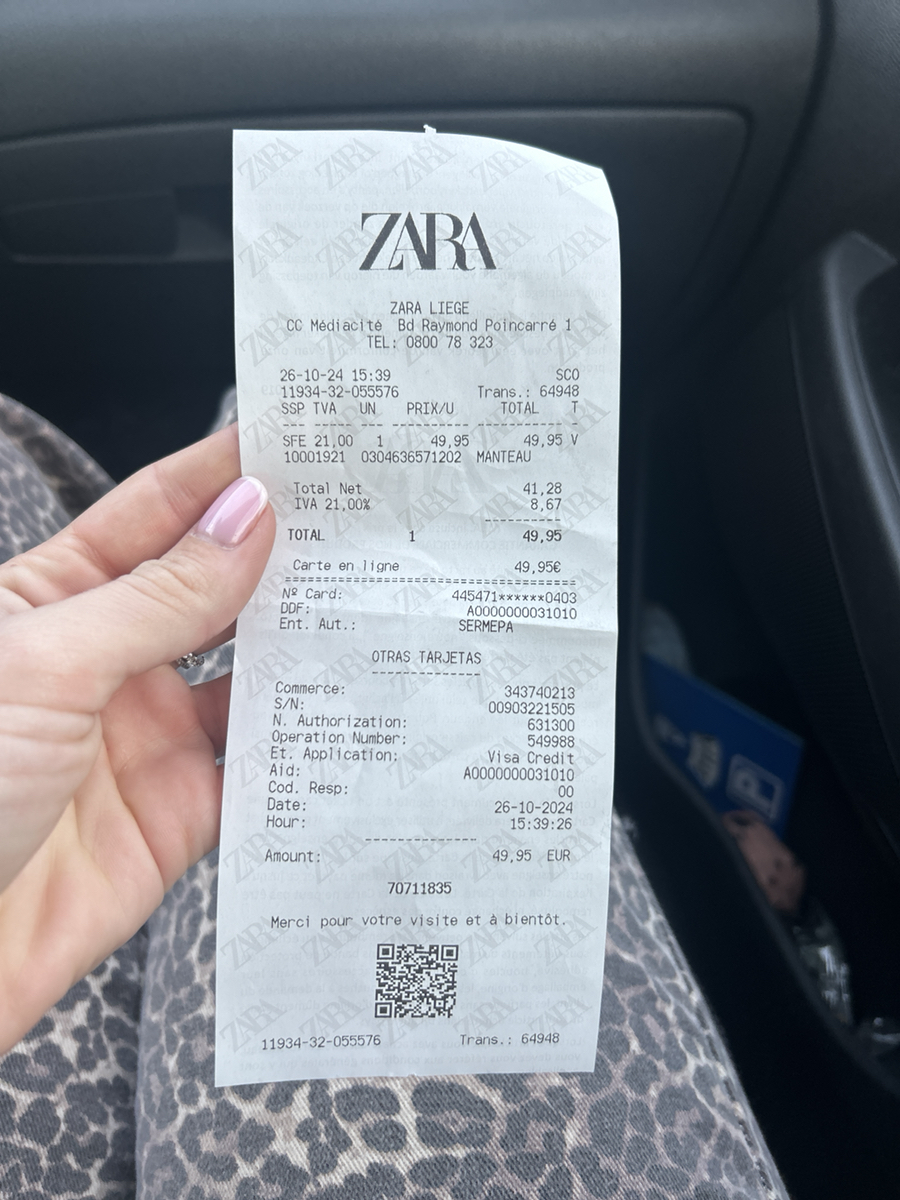 ZARA
ZARA LIEGE
CC Médiacité Bd Raymond Poincarré 1
TEL: 0800 78 323
26-10-24 15:39 SCO
11934-32-055576 Trans.: 64948
SSP TVA UN PRIX/U TOTAL T
--- ----- --- --------- ------------
SFE 21,00 1 49,95 49,95 V
10001921 0304636571202 MANTEAU
Total Net 41,28
IVA 21,00% 8,67
----------
TOTAL 1 49,95
Carte en ligne 49,95€
======================================
Nº Card: 445471******0403
DDF: A0000000031010
Ent. Aut.: SERMEPA
OTRAS TARJETAS
--------------
Commerce: 343740213
S/N: 00903221505
N. Authorization: 631300
Operation Number: 549988
Et. Application: Visa Credit
Aid: A0000000031010
Cod. Resp: 00
Date: 26-10-2024
Hour: 15:39:26
------------------
Amount: 49,95 EUR
70711835
Merci pour votre visite et à bientôt.
11934-32-055576 Trans.: 64948